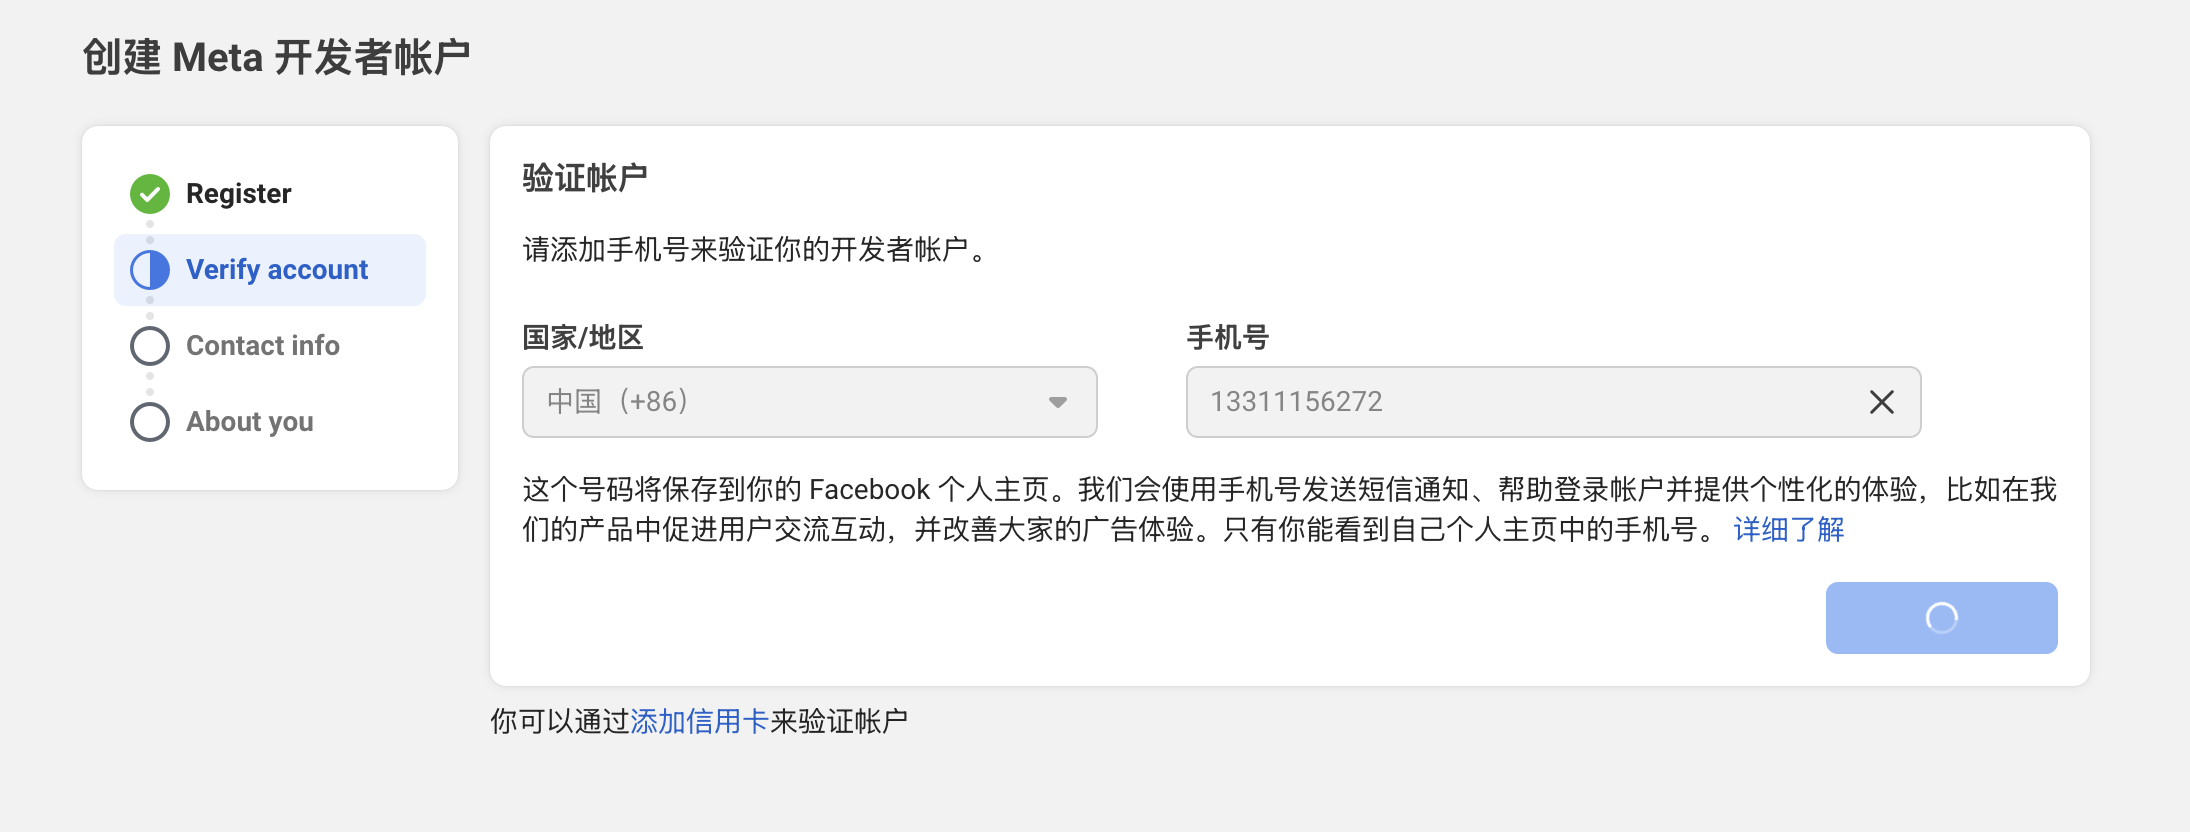 创建 Meta 开发者帐户
Register
Verify account
Contact info
About you
验证帐户
请添加手机号来验证你的开发者帐户。
国家/地区
手机号
中国（+86）
13311156272
这个号码将保存到你的 Facebook 个人主页。我们会使用手机号发送短信通知、帮助登录帐户并提供个性化的体验，比如在我
们的产品中促进用户交流互动，并改善大家的广告体验。只有你能看到自己个人主页中的手机号。 详细了解
你可以通过添加信用卡来验证帐户